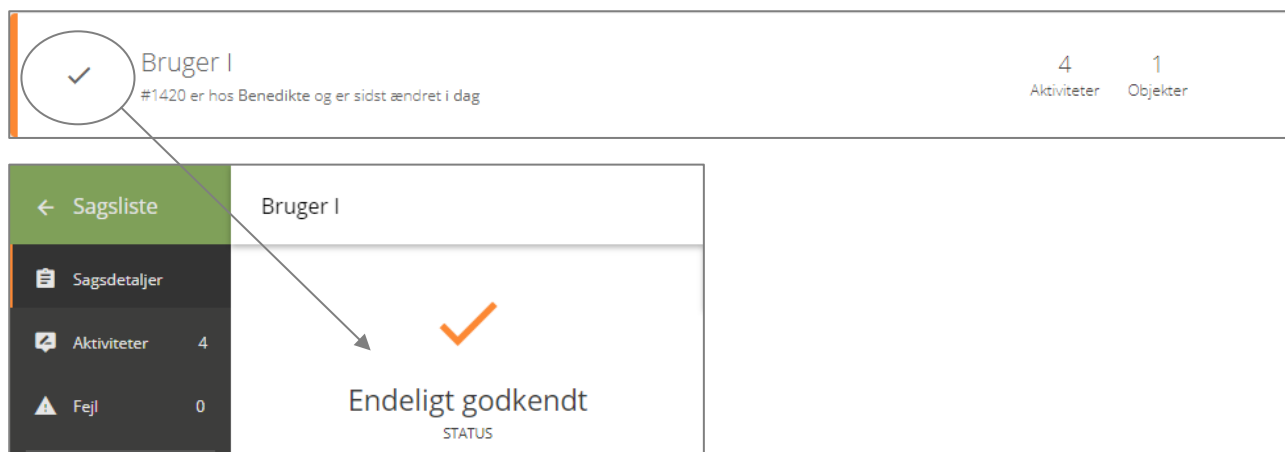 Bruger I
#1420 er hos Benedikte og er sidst ændret i dag
4 1
Aktiviteter Objekter
Sagsliste
Bruger I
Sagsdetaljer
Aktiviteter 4
Fejl 0
Endeligt godkendt
STATUS